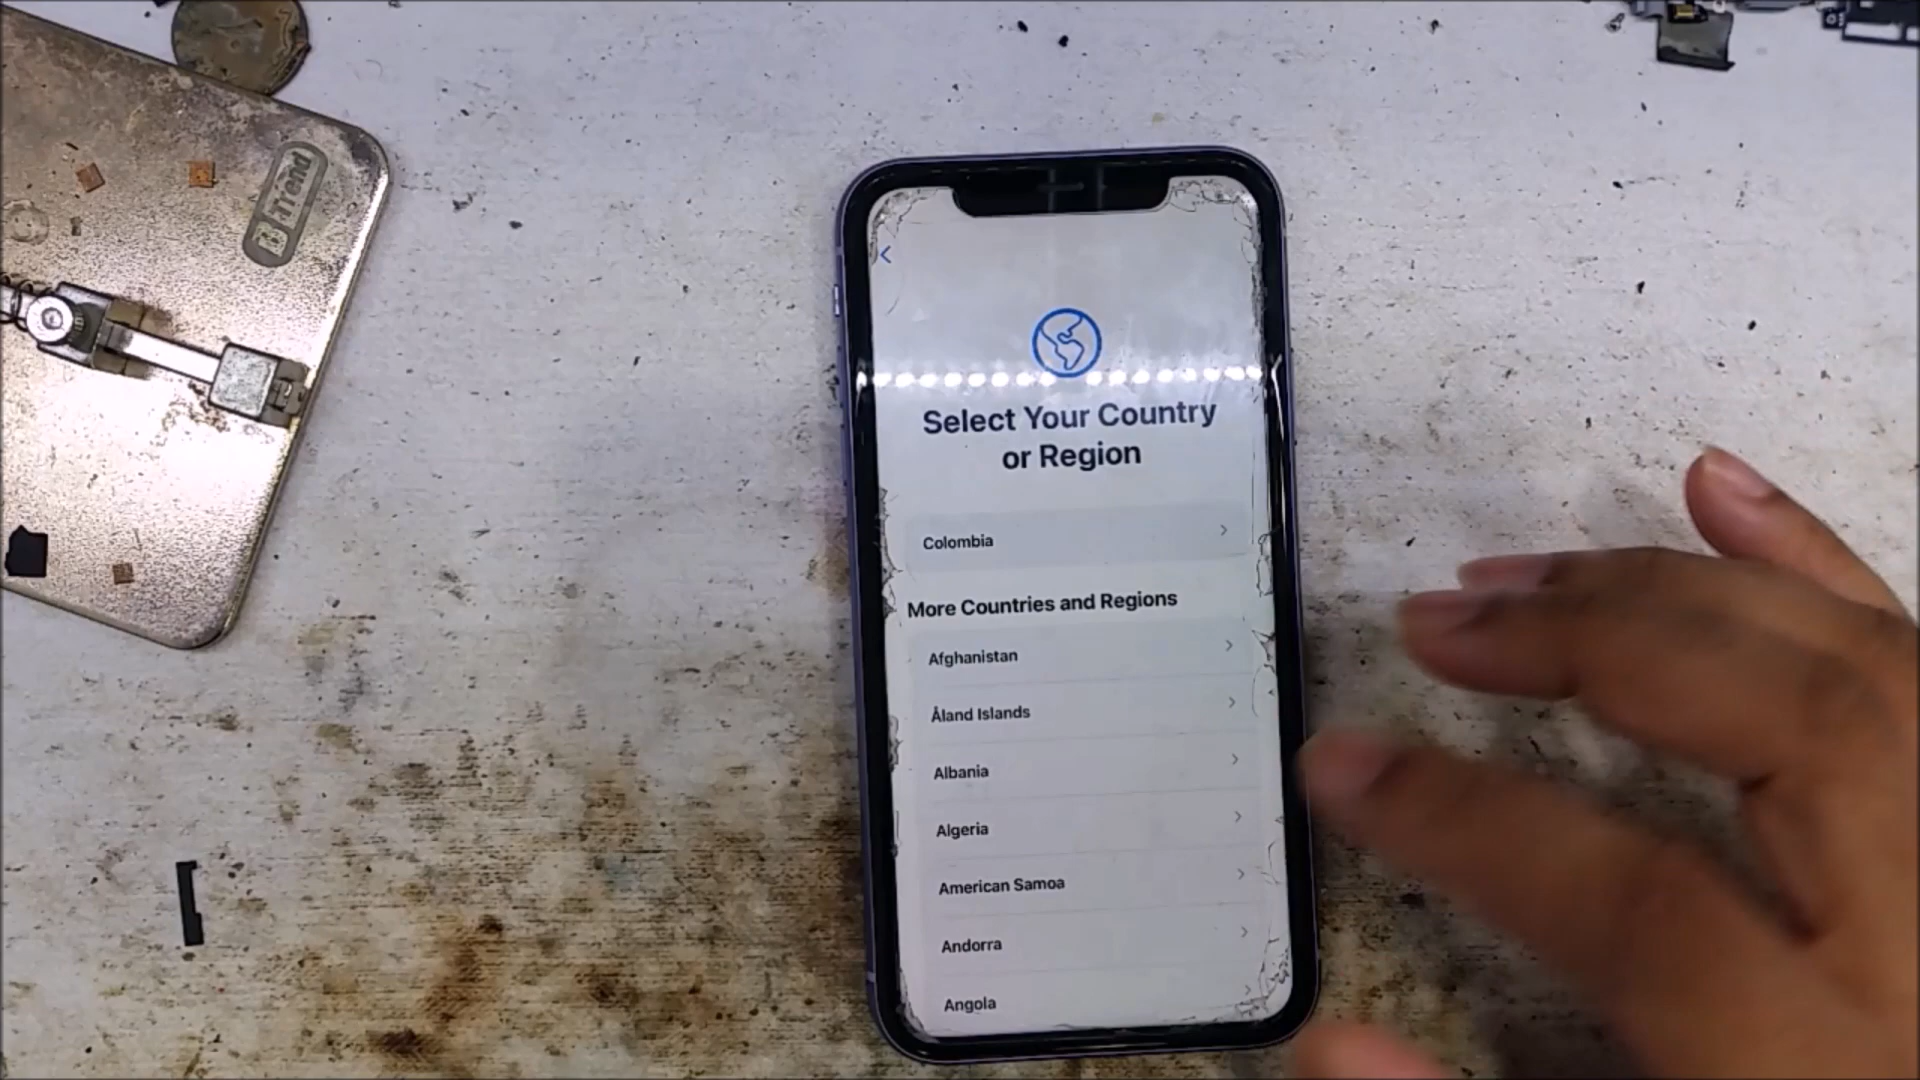 B iTrend
Select Your Country
or Region
Colombia
More Countries and Regions
Afghanistan
Åland Islands
Albania
Algeria
American Samoa
Andorra
Angola